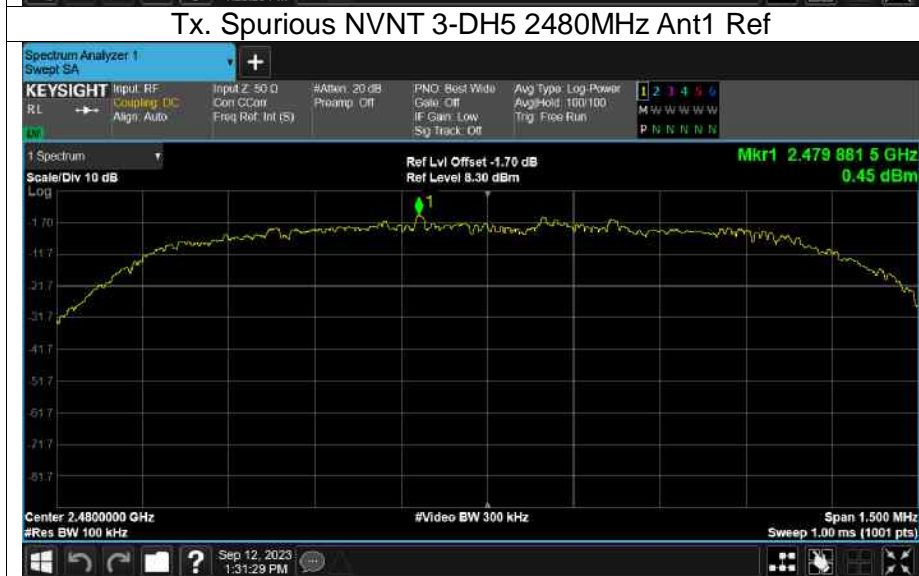 Tx. Spurious NVNT 3-DH5 2480MHz Ant1 Ref
Spectrum Analyzer 1
Swept SA
+
KEYSIGHT Input: RF Input Z: 50 Ω #Atten: 20 dB PNO: Best Wide Avg Type: Log-Power 1 2 3 4 5 6
RL Coupling: DC Corr CCorr Preamp: Off Gate: Off Avg|Hold: 100/100 M W W W W W
Align: Auto Freq Ref: Int (S) IF Gain: Low Trig: Free Run
Sig Track: Off P N N N N N
1 Spectrum
Ref Lvl Offset -1.70 dB
Mkr1 2.479 881 5 GHz
Scale/Div 10 dB
Ref Level 8.30 dBm
0.45 dBm
Log
1
-1.70
-11.7
-21.7
-31.7
-41.7
-51.7
-61.7
-71.7
-81.7
Center 2.4800000 GHz #Video BW 300 kHz Span 1.500 MHz
#Res BW 100 kHz Sweep 1.00 ms (1001 pts)
? Sep 12, 2023
1:31:29 PM